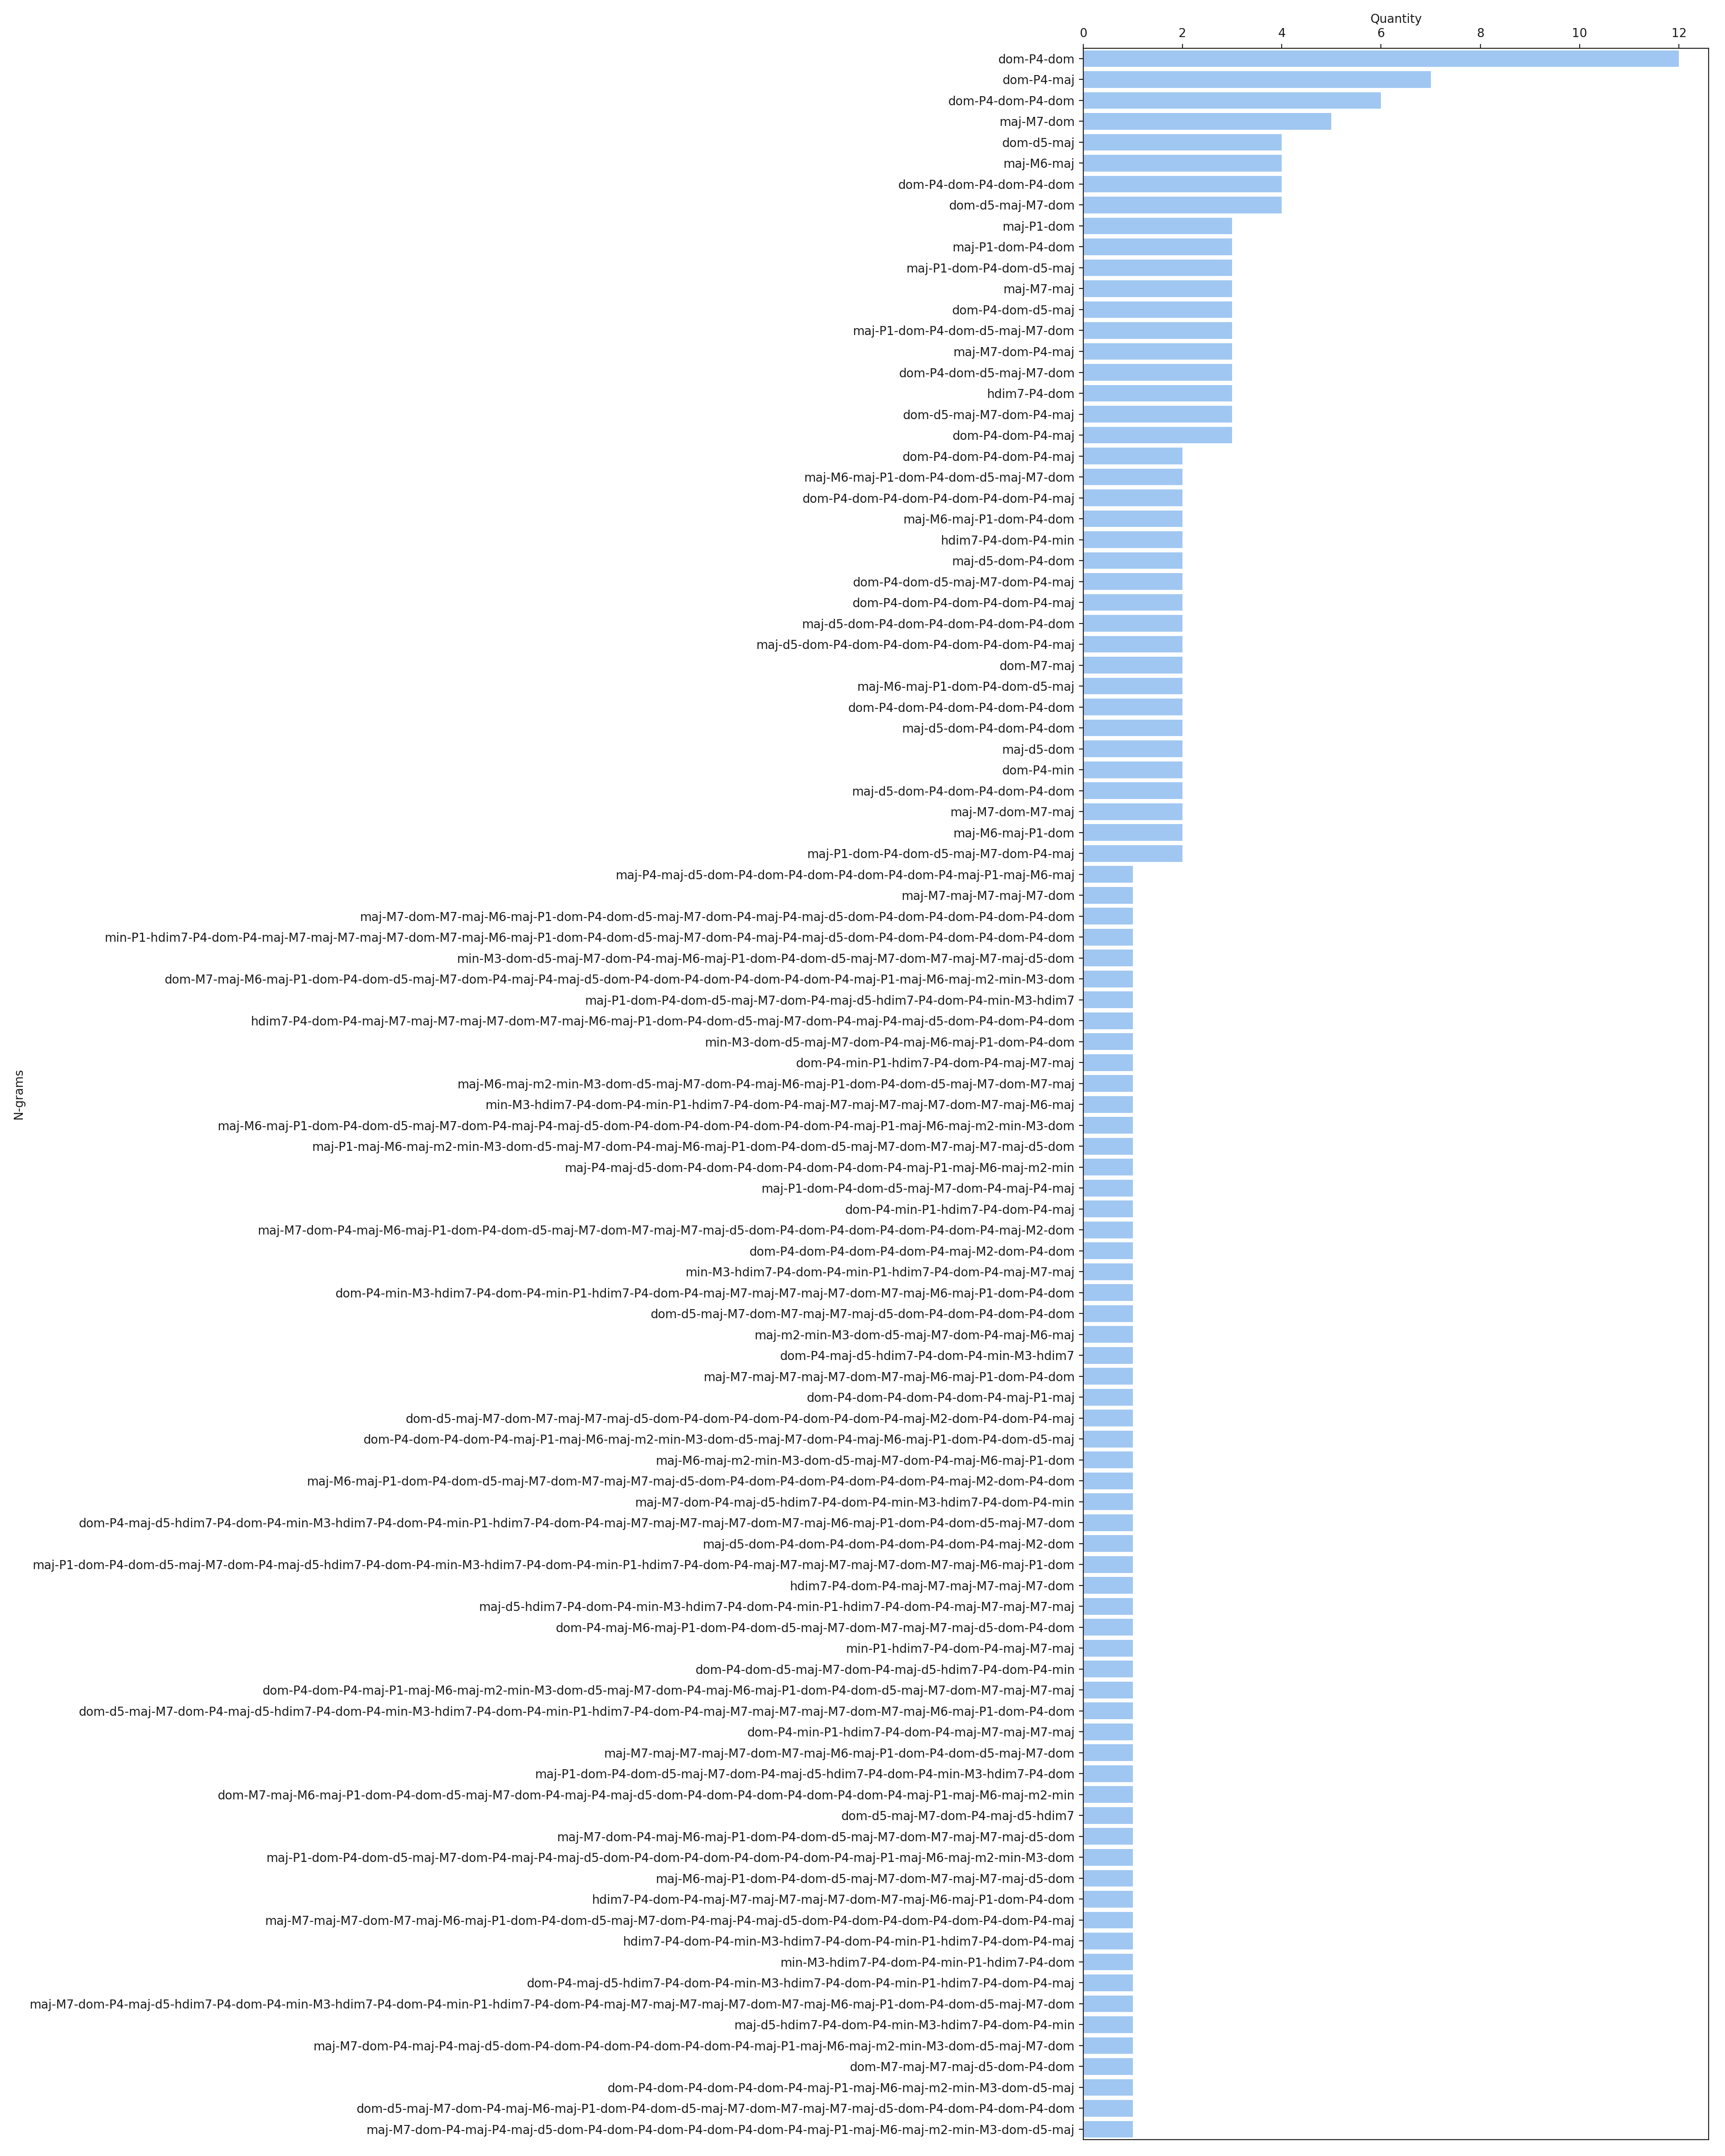 Quantity
0 2 4 6 8 10 12
dom-P4-dom
dom-P4-maj
dom-P4-dom-P4-dom
maj-M7-dom
dom-d5-maj
maj-M6-maj
dom-P4-dom-P4-dom-P4-dom
dom-d5-maj-M7-dom
maj-P1-dom
maj-P1-dom-P4-dom
maj-P1-dom-P4-dom-d5-maj
maj-M7-maj
dom-P4-dom-d5-maj
maj-P1-dom-P4-dom-d5-maj-M7-dom
maj-M7-dom-P4-maj
dom-P4-dom-d5-maj-M7-dom
hdim7-P4-dom
dom-d5-maj-M7-dom-P4-maj
dom-P4-dom-P4-maj
dom-P4-dom-P4-dom-P4-maj
maj-M6-maj-P1-dom-P4-dom-d5-maj-M7-dom
dom-P4-dom-P4-dom-P4-dom-P4-dom-P4-maj
maj-M6-maj-P1-dom-P4-dom
hdim7-P4-dom-P4-min
maj-d5-dom-P4-dom
dom-P4-dom-d5-maj-M7-dom-P4-maj
dom-P4-dom-P4-dom-P4-dom-P4-maj
maj-d5-dom-P4-dom-P4-dom-P4-dom-P4-dom
maj-d5-dom-P4-dom-P4-dom-P4-dom-P4-dom-P4-maj
dom-M7-maj
maj-M6-maj-P1-dom-P4-dom-d5-maj
dom-P4-dom-P4-dom-P4-dom-P4-dom
maj-d5-dom-P4-dom-P4-dom
maj-d5-dom
dom-P4-min
maj-d5-dom-P4-dom-P4-dom-P4-dom
maj-M7-dom-M7-maj
maj-M6-maj-P1-dom
maj-P1-dom-P4-dom-d5-maj-M7-dom-P4-maj
maj-P4-maj-d5-dom-P4-dom-P4-dom-P4-dom-P4-dom-P4-maj-P1-maj-M6-maj
maj-M7-maj-M7-maj-M7-dom
maj-M7-dom-M7-maj-M6-maj-P1-dom-P4-dom-d5-maj-M7-dom-P4-maj-P4-maj-d5-dom-P4-dom-P4-dom-P4-dom-P4-dom
min-P1-hdim7-P4-dom-P4-maj-M7-maj-M7-maj-M7-dom-M7-maj-M6-maj-P1-dom-P4-dom-d5-maj-M7-dom-P4-maj-P4-maj-d5-dom-P4-dom-P4-dom-P4-dom-P4-dom
min-M3-dom-d5-maj-M7-dom-P4-maj-M6-maj-P1-dom-P4-dom-d5-maj-M7-dom-M7-maj-M7-maj-d5-dom
dom-M7-maj-M6-maj-P1-dom-P4-dom-d5-maj-M7-dom-P4-maj-P4-maj-d5-dom-P4-dom-P4-dom-P4-dom-P4-dom-P4-maj-P1-maj-M6-maj-m2-min-M3-dom
maj-P1-dom-P4-dom-d5-maj-M7-dom-P4-maj-d5-hdim7-P4-dom-P4-min-M3-hdim7
hdim7-P4-dom-P4-maj-M7-maj-M7-maj-M7-dom-M7-maj-M6-maj-P1-dom-P4-dom-d5-maj-M7-dom-P4-maj-P4-maj-d5-dom-P4-dom-P4-dom
min-M3-dom-d5-maj-M7-dom-P4-maj-M6-maj-P1-dom-P4-dom
dom-P4-min-P1-hdim7-P4-dom-P4-maj-M7-maj
maj-M6-maj-m2-min-M3-dom-d5-maj-M7-dom-P4-maj-M6-maj-P1-dom-P4-dom-d5-maj-M7-dom-M7-maj
N-grams
min-M3-hdim7-P4-dom-P4-min-P1-hdim7-P4-dom-P4-maj-M7-maj-M7-maj-M7-dom-M7-maj-M6-maj
maj-M6-maj-P1-dom-P4-dom-d5-maj-M7-dom-P4-maj-P4-maj-d5-dom-P4-dom-P4-dom-P4-dom-P4-dom-P4-maj-P1-maj-M6-maj-m2-min-M3-dom
maj-P1-maj-M6-maj-m2-min-M3-dom-d5-maj-M7-dom-P4-maj-M6-maj-P1-dom-P4-dom-d5-maj-M7-dom-M7-maj-M7-maj-d5-dom
maj-P4-maj-d5-dom-P4-dom-P4-dom-P4-dom-P4-dom-P4-maj-P1-maj-M6-maj-m2-min
maj-P1-dom-P4-dom-d5-maj-M7-dom-P4-maj-P4-maj
dom-P4-min-P1-hdim7-P4-dom-P4-maj
maj-M7-dom-P4-maj-M6-maj-P1-dom-P4-dom-d5-maj-M7-dom-M7-maj-M7-maj-d5-dom-P4-dom-P4-dom-P4-dom-P4-dom-P4-maj-M2-dom
dom-P4-dom-P4-dom-P4-dom-P4-maj-M2-dom-P4-dom
min-M3-hdim7-P4-dom-P4-min-P1-hdim7-P4-dom-P4-maj-M7-maj
dom-P4-min-M3-hdim7-P4-dom-P4-min-P1-hdim7-P4-dom-P4-maj-M7-maj-M7-maj-M7-dom-M7-maj-M6-maj-P1-dom-P4-dom
dom-d5-maj-M7-dom-M7-maj-M7-maj-d5-dom-P4-dom-P4-dom-P4-dom
maj-m2-min-M3-dom-d5-maj-M7-dom-P4-maj-M6-maj
dom-P4-maj-d5-hdim7-P4-dom-P4-min-M3-hdim7
maj-M7-maj-M7-maj-M7-dom-M7-maj-M6-maj-P1-dom-P4-dom
dom-P4-dom-P4-dom-P4-dom-P4-maj-P1-maj
dom-d5-maj-M7-dom-M7-maj-M7-maj-d5-dom-P4-dom-P4-dom-P4-dom-P4-dom-P4-maj-M2-dom-P4-dom-P4-maj
dom-P4-dom-P4-dom-P4-maj-P1-maj-M6-maj-m2-min-M3-dom-d5-maj-M7-dom-P4-maj-M6-maj-P1-dom-P4-dom-d5-maj
maj-M6-maj-m2-min-M3-dom-d5-maj-M7-dom-P4-maj-M6-maj-P1-dom
maj-M6-maj-P1-dom-P4-dom-d5-maj-M7-dom-M7-maj-M7-maj-d5-dom-P4-dom-P4-dom-P4-dom-P4-dom-P4-maj-M2-dom-P4-dom
maj-M7-dom-P4-maj-d5-hdim7-P4-dom-P4-min-M3-hdim7-P4-dom-P4-min
dom-P4-maj-d5-hdim7-P4-dom-P4-min-M3-hdim7-P4-dom-P4-min-P1-hdim7-P4-dom-P4-maj-M7-maj-M7-maj-M7-dom-M7-maj-M6-maj-P1-dom-P4-dom-d5-maj-M7-dom
maj-d5-dom-P4-dom-P4-dom-P4-dom-P4-dom-P4-maj-M2-dom
maj-P1-dom-P4-dom-d5-maj-M7-dom-P4-maj-d5-hdim7-P4-dom-P4-min-M3-hdim7-P4-dom-P4-min-P1-hdim7-P4-dom-P4-maj-M7-maj-M7-maj-M7-dom-M7-maj-M6-maj-P1-dom
hdim7-P4-dom-P4-maj-M7-maj-M7-maj-M7-dom
maj-d5-hdim7-P4-dom-P4-min-M3-hdim7-P4-dom-P4-min-P1-hdim7-P4-dom-P4-maj-M7-maj-M7-maj
dom-P4-maj-M6-maj-P1-dom-P4-dom-d5-maj-M7-dom-M7-maj-M7-maj-d5-dom-P4-dom
min-P1-hdim7-P4-dom-P4-maj-M7-maj
dom-P4-dom-d5-maj-M7-dom-P4-maj-d5-hdim7-P4-dom-P4-min
dom-P4-dom-P4-maj-P1-maj-M6-maj-m2-min-M3-dom-d5-maj-M7-dom-P4-maj-M6-maj-P1-dom-P4-dom-d5-maj-M7-dom-M7-maj-M7-maj
dom-d5-maj-M7-dom-P4-maj-d5-hdim7-P4-dom-P4-min-M3-hdim7-P4-dom-P4-min-P1-hdim7-P4-dom-P4-maj-M7-maj-M7-maj-M7-dom-M7-maj-M6-maj-P1-dom-P4-dom
dom-P4-min-P1-hdim7-P4-dom-P4-maj-M7-maj-M7-maj
maj-M7-maj-M7-maj-M7-dom-M7-maj-M6-maj-P1-dom-P4-dom-d5-maj-M7-dom
maj-P1-dom-P4-dom-d5-maj-M7-dom-P4-maj-d5-hdim7-P4-dom-P4-min-M3-hdim7-P4-dom
dom-M7-maj-M6-maj-P1-dom-P4-dom-d5-maj-M7-dom-P4-maj-P4-maj-d5-dom-P4-dom-P4-dom-P4-dom-P4-dom-P4-maj-P1-maj-M6-maj-m2-min
dom-d5-maj-M7-dom-P4-maj-d5-hdim7
maj-M7-dom-P4-maj-M6-maj-P1-dom-P4-dom-d5-maj-M7-dom-M7-maj-M7-maj-d5-dom
maj-P1-dom-P4-dom-d5-maj-M7-dom-P4-maj-P4-maj-d5-dom-P4-dom-P4-dom-P4-dom-P4-dom-P4-maj-P1-maj-M6-maj-m2-min-M3-dom
maj-M6-maj-P1-dom-P4-dom-d5-maj-M7-dom-M7-maj-M7-maj-d5-dom
hdim7-P4-dom-P4-maj-M7-maj-M7-maj-M7-dom-M7-maj-M6-maj-P1-dom-P4-dom
maj-M7-maj-M7-dom-M7-maj-M6-maj-P1-dom-P4-dom-d5-maj-M7-dom-P4-maj-P4-maj-d5-dom-P4-dom-P4-dom-P4-dom-P4-dom-P4-maj
hdim7-P4-dom-P4-min-M3-hdim7-P4-dom-P4-min-P1-hdim7-P4-dom-P4-maj
min-M3-hdim7-P4-dom-P4-min-P1-hdim7-P4-dom
dom-P4-maj-d5-hdim7-P4-dom-P4-min-M3-hdim7-P4-dom-P4-min-P1-hdim7-P4-dom-P4-maj
maj-M7-dom-P4-maj-d5-hdim7-P4-dom-P4-min-M3-hdim7-P4-dom-P4-min-P1-hdim7-P4-dom-P4-maj-M7-maj-M7-maj-M7-dom-M7-maj-M6-maj-P1-dom-P4-dom-d5-maj-M7-dom
maj-d5-hdim7-P4-dom-P4-min-M3-hdim7-P4-dom-P4-min
maj-M7-dom-P4-maj-P4-maj-d5-dom-P4-dom-P4-dom-P4-dom-P4-dom-P4-maj-P1-maj-M6-maj-m2-min-M3-dom-d5-maj-M7-dom
dom-M7-maj-M7-maj-d5-dom-P4-dom
dom-P4-dom-P4-dom-P4-dom-P4-maj-P1-maj-M6-maj-m2-min-M3-dom-d5-maj
dom-d5-maj-M7-dom-P4-maj-M6-maj-P1-dom-P4-dom-d5-maj-M7-dom-M7-maj-M7-maj-d5-dom-P4-dom-P4-dom-P4-dom
maj-M7-dom-P4-maj-P4-maj-d5-dom-P4-dom-P4-dom-P4-dom-P4-dom-P4-maj-P1-maj-M6-maj-m2-min-M3-dom-d5-maj